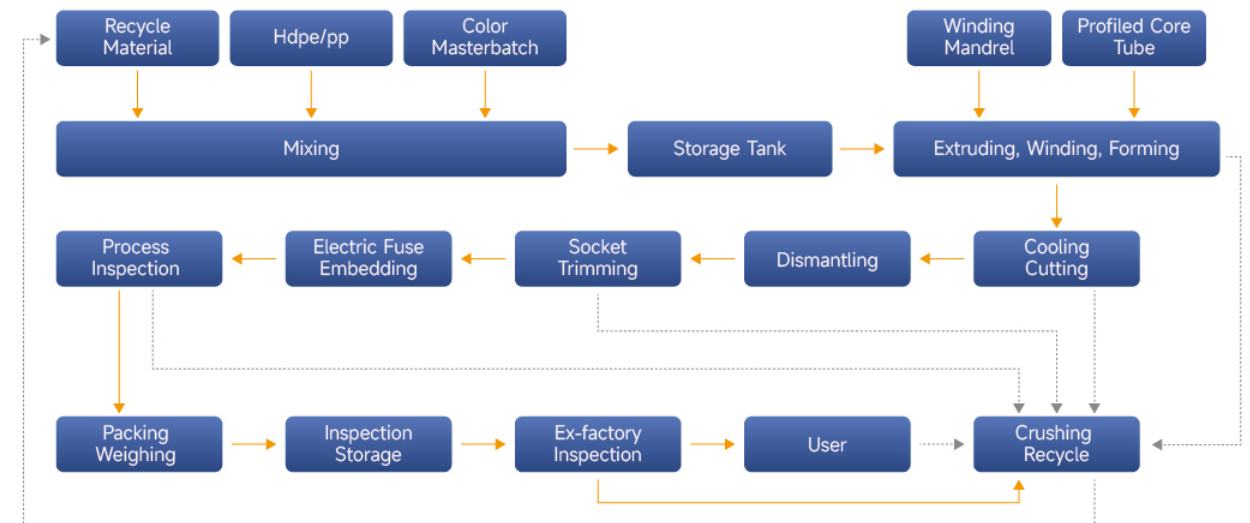 Recycle
Material
Hdpe/pp
Color
Masterbatch
Winding
Mandrel
Profiled Core
Tube
Mixing
Storage Tank
Extruding, Winding, Forming
Process
Inspection
Electric Fuse
Embedding
Socket
Trimming
Dismantling
Cooling
Cutting
Packing
Weighing
Inspection
Storage
Ex-factory
Inspection
User
Crushing
Recycle